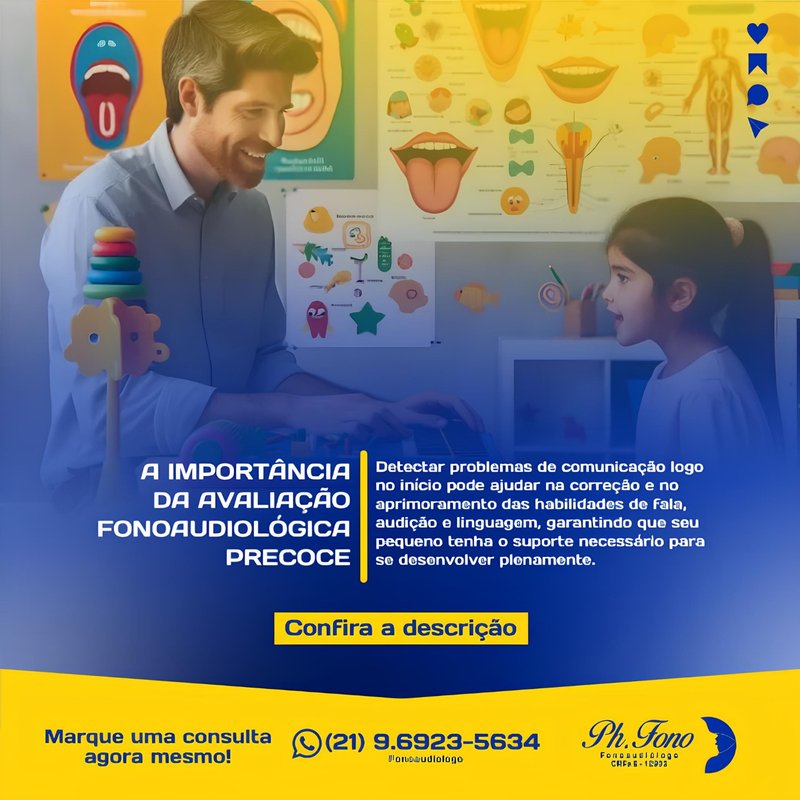 A IMPORTÂNCIA
DA AVALIAÇÃO
FONOAUDIOLÓGICA
PRECOCE
Detectar problemas de comunicação logo
no início pode ajudar na correção e no
aprimoramento das habilidades de fala,
audição e linguagem, garantindo que seu
pequeno tenha o suporte necessário para
se desenvolver plenamente.
Confira a descrição
Marque uma consulta
agora mesmo!
(21) 9.6923-5634
Fonoaudiologo
Ph. Fono
Fonoaudiólogo